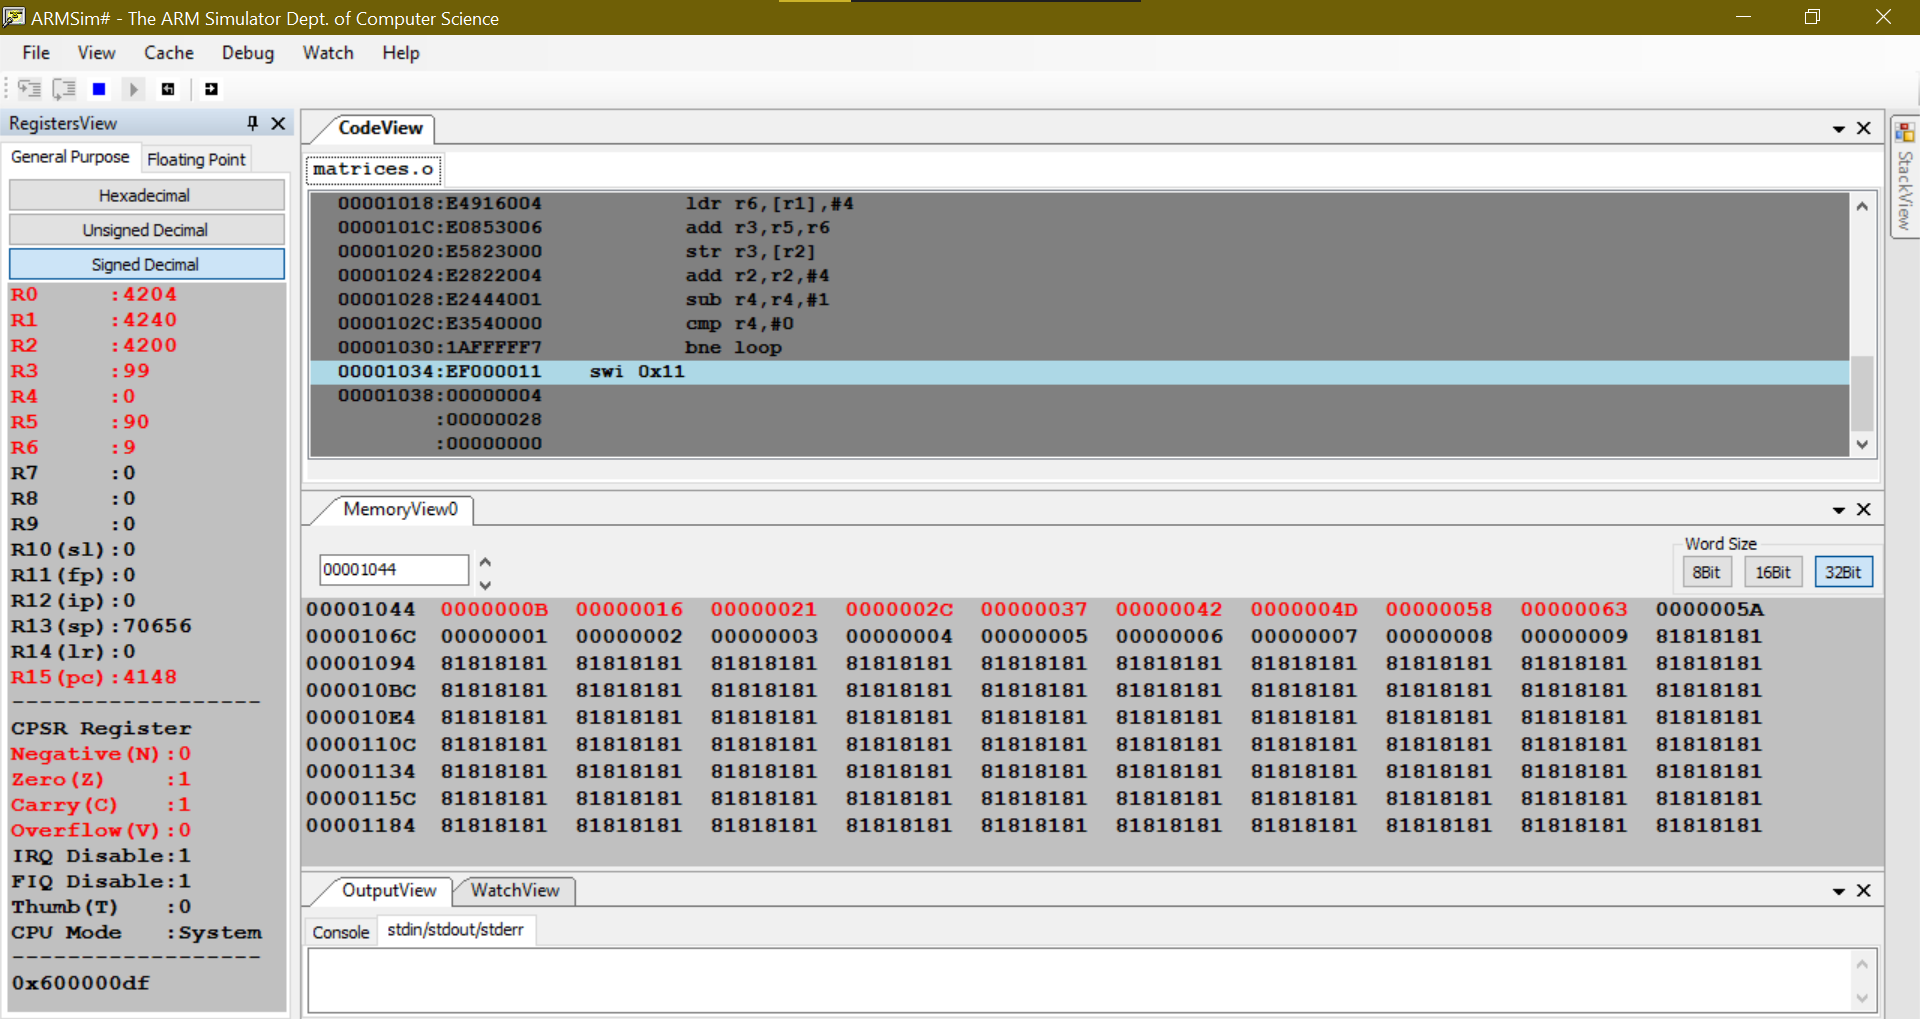 ARMSim# - The ARM Simulator Dept. of Computer Science
File View Cache Debug Watch Help
RegistersView
General Purpose Floating Point
Hexadecimal
Unsigned Decimal
Signed Decimal
R0 :4204
R1 :4240
R2 :4200
R3 :99
R4 :0
R5 :90
R6 :9
R7 :0
R8 :0
R9 :0
R10(sl):0
R11(fp):0
R12(ip):0
R13(sp):70656
R14(lr):0
R15(pc):4148
-------------------
CPSR Register
Negative(N):0
Zero(Z) :1
Carry(C) :1
Overflow(V):0
IRQ Disable:1
FIQ Disable:1
Thumb(T) :0
CPU Mode :System
-------------------
0x600000df
CodeView
matrices.o
00001018:E4916004 ldr r6,[r1],#4
0000101C:E0853006 add r3,r5,r6
00001020:E5823000 str r3,[r2]
00001024:E2822004 add r2,r2,#4
00001028:E2444001 sub r4,r4,#1
0000102C:E3540000 cmp r4,#0
00001030:1AFFFFF7 bne loop
00001034:EF000011 swi 0x11
00001038:00000004
:00000028
:00000000
MemoryView0
00001044
Word Size
8Bit 16Bit 32Bit
00001044 0000000B 00000016 00000021 0000002C 00000037 00000042 0000004D 00000058 00000063 0000005A
0000106C 00000001 00000002 00000003 00000004 00000005 00000006 00000007 00000008 00000009 81818181
00001094 81818181 81818181 81818181 81818181 81818181 81818181 81818181 81818181 81818181 81818181
000010BC 81818181 81818181 81818181 81818181 81818181 81818181 81818181 81818181 81818181 81818181
000010E4 81818181 81818181 81818181 81818181 81818181 81818181 81818181 81818181 81818181 81818181
0000110C 81818181 81818181 81818181 81818181 81818181 81818181 81818181 81818181 81818181 81818181
00001134 81818181 81818181 81818181 81818181 81818181 81818181 81818181 81818181 81818181 81818181
0000115C 81818181 81818181 81818181 81818181 81818181 81818181 81818181 81818181 81818181 81818181
00001184 81818181 81818181 81818181 81818181 81818181 81818181 81818181 81818181 81818181 81818181
OutputView WatchView
Console stdin/stdout/stderr
StackView